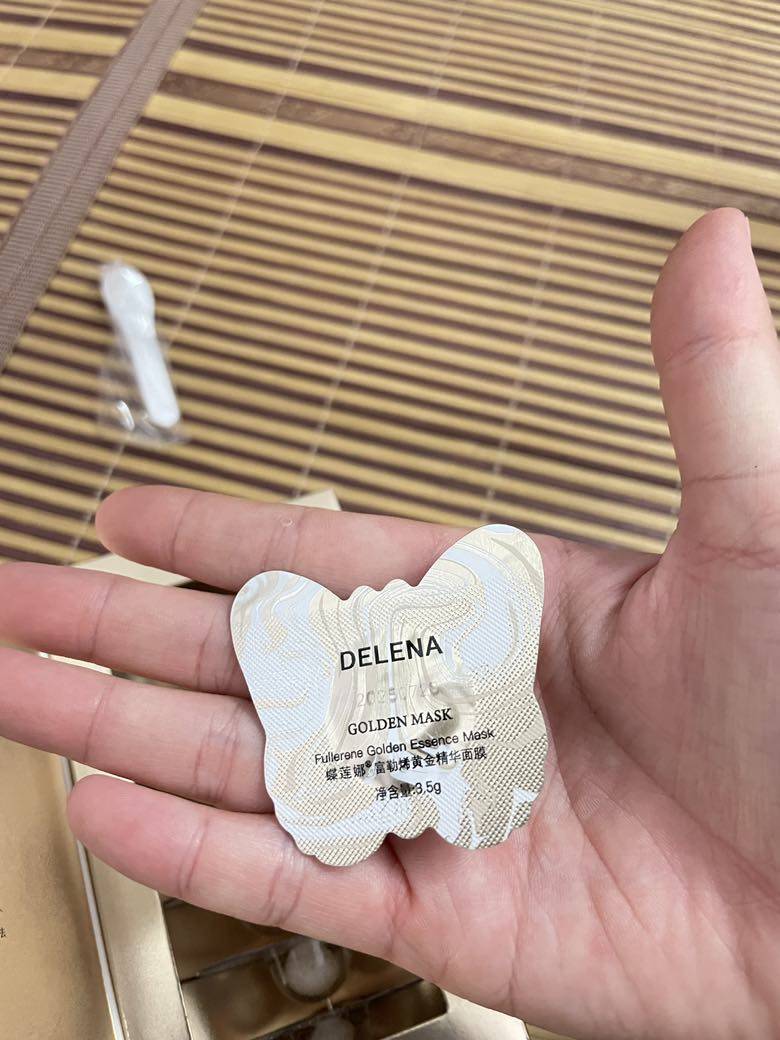 DELENA
GOLDEN MASK
Fullerene Golden Essence Mask
蝶莲娜®富勒烯黄金精华面膜
净含量:3.5g